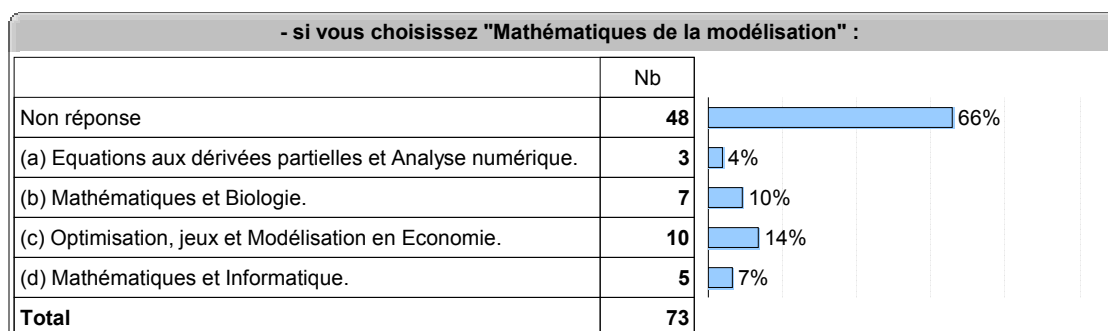 - si vous choisissez "Mathématiques de la modélisation" :
Nb
Non réponse 48 66%
(a) Equations aux dérivées partielles et Analyse numérique. 3 4%
(b) Mathématiques et Biologie. 7 10%
(c) Optimisation, jeux et Modélisation en Economie. 10 14%
(d) Mathématiques et Informatique. 5 7%
Total 73